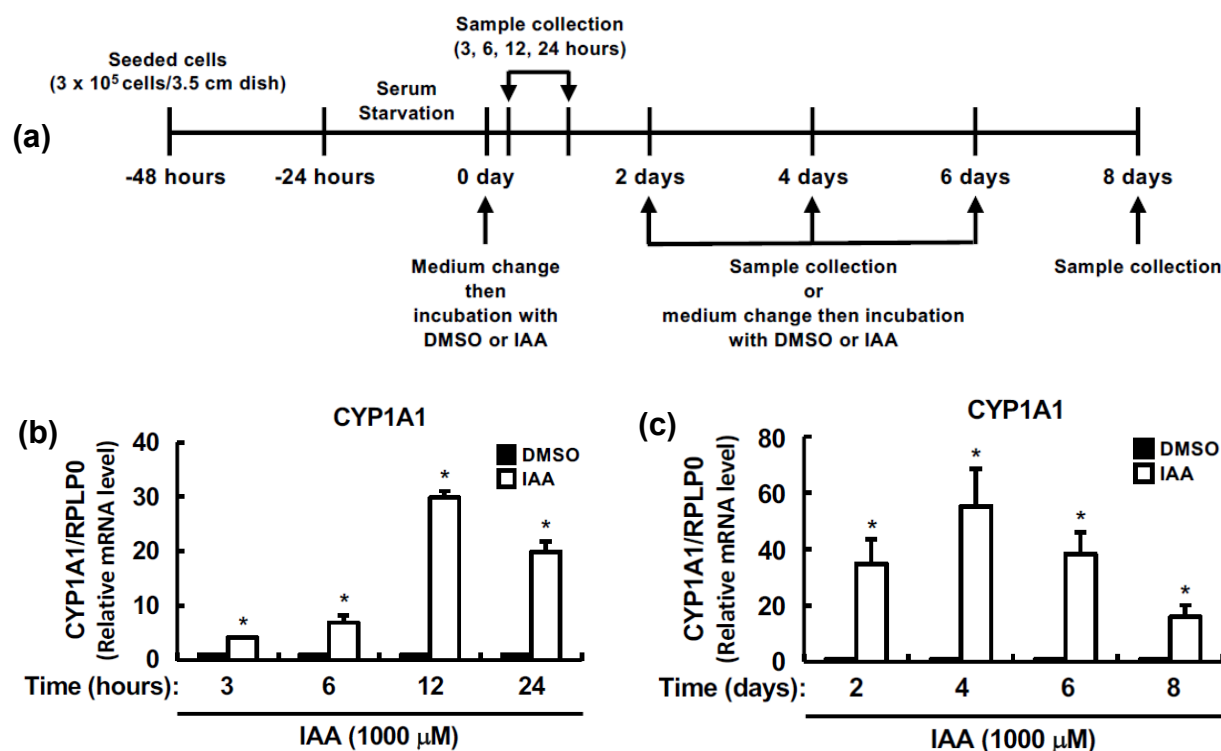 (a)
Seeded cells
(3 x 10⁵ cells/3.5 cm dish)
Serum
Starvation
Sample collection
(3, 6, 12, 24 hours)
-48 hours
-24 hours
0 day
2 days
4 days
6 days
8 days
Medium change
then
incubation with
DMSO or IAA
Sample collection
or
medium change then incubation
with DMSO or IAA
Sample collection
(b)
CYP1A1
CYP1A1/RPLP0
(Relative mRNA level)
40
30
20
10
0
DMSO
IAA
*
*
*
*
Time (hours): 3 6 12 24
IAA (1000 μM)
(c)
CYP1A1
CYP1A1/RPLP0
(Relative mRNA level)
80
60
40
20
0
DMSO
IAA
*
*
*
*
Time (days): 2 4 6 8
IAA (1000 μM)